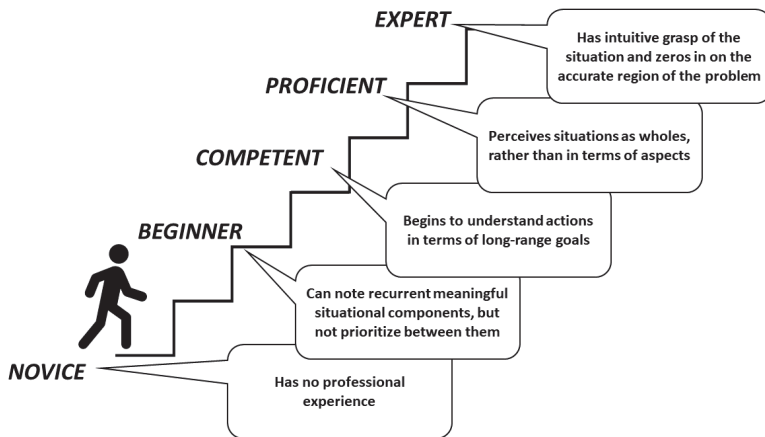 EXPERT
Has intuitive grasp of the
situation and zeros in on the
accurate region of the problem
PROFICIENT
Perceives situations as wholes,
rather than in terms of aspects
COMPETENT
Begins to understand actions
in terms of long-range goals
BEGINNER
Can note recurrent meaningful
situational components, but
not prioritize between them
NOVICE
Has no professional
experience